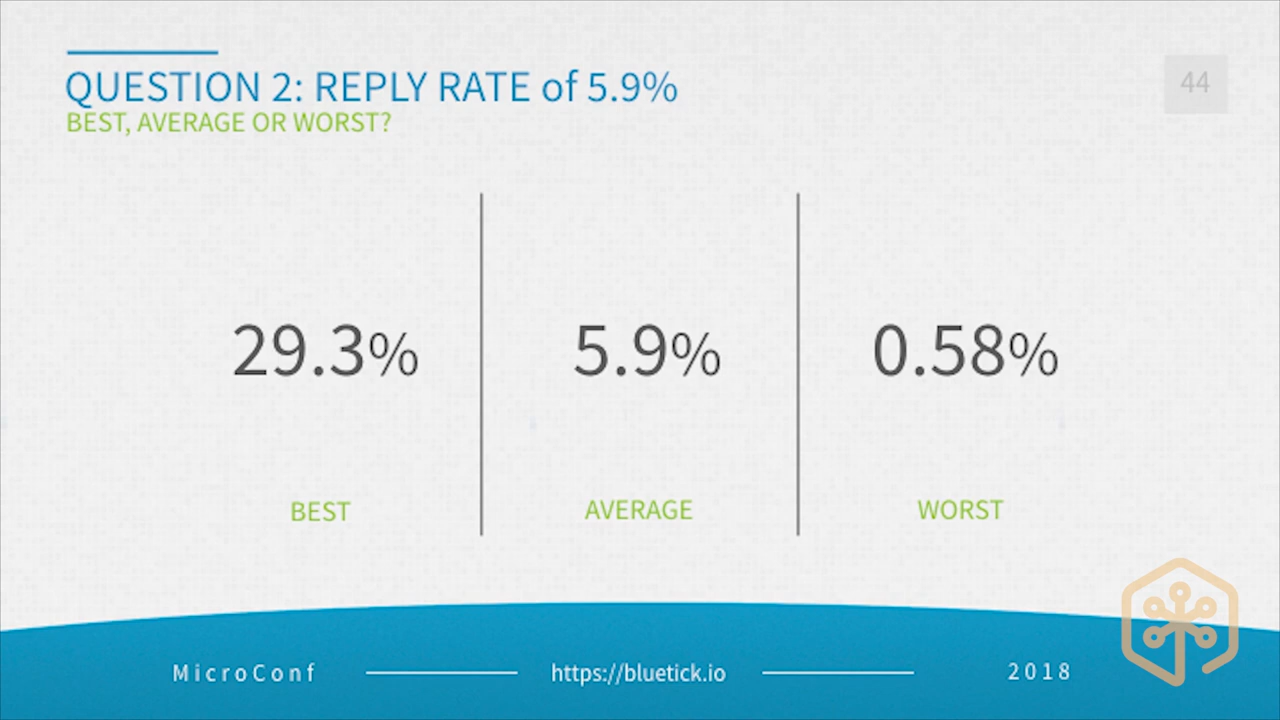 QUESTION 2: REPLY RATE of 5.9%
44
BEST, AVERAGE OR WORST?
29.3%
5.9%
0.58%
BEST
AVERAGE
WORST
MicroConf
https://bluetick.io
2018